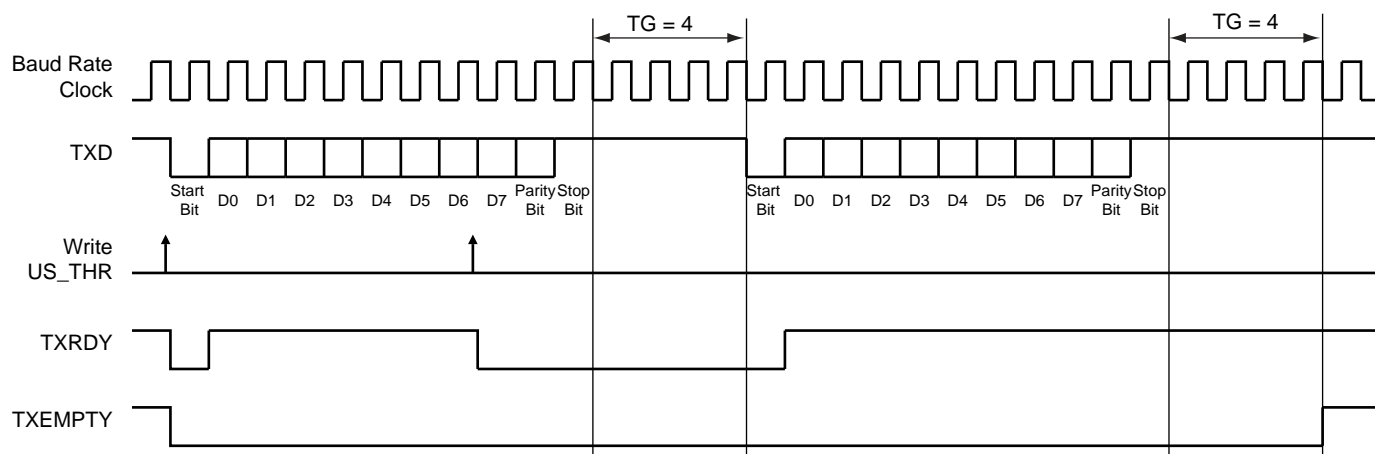 TG = 4
TG = 4
Baud Rate
Clock
TXD
Start
Bit
D0
D1
D2
D3
D4
D5
D6
D7
Parity
Bit
Stop
Bit
Start
Bit
D0
D1
D2
D3
D4
D5
D6
D7
Parity
Bit
Stop
Bit
Write
US_THR
TXRDY
TXEMPTY